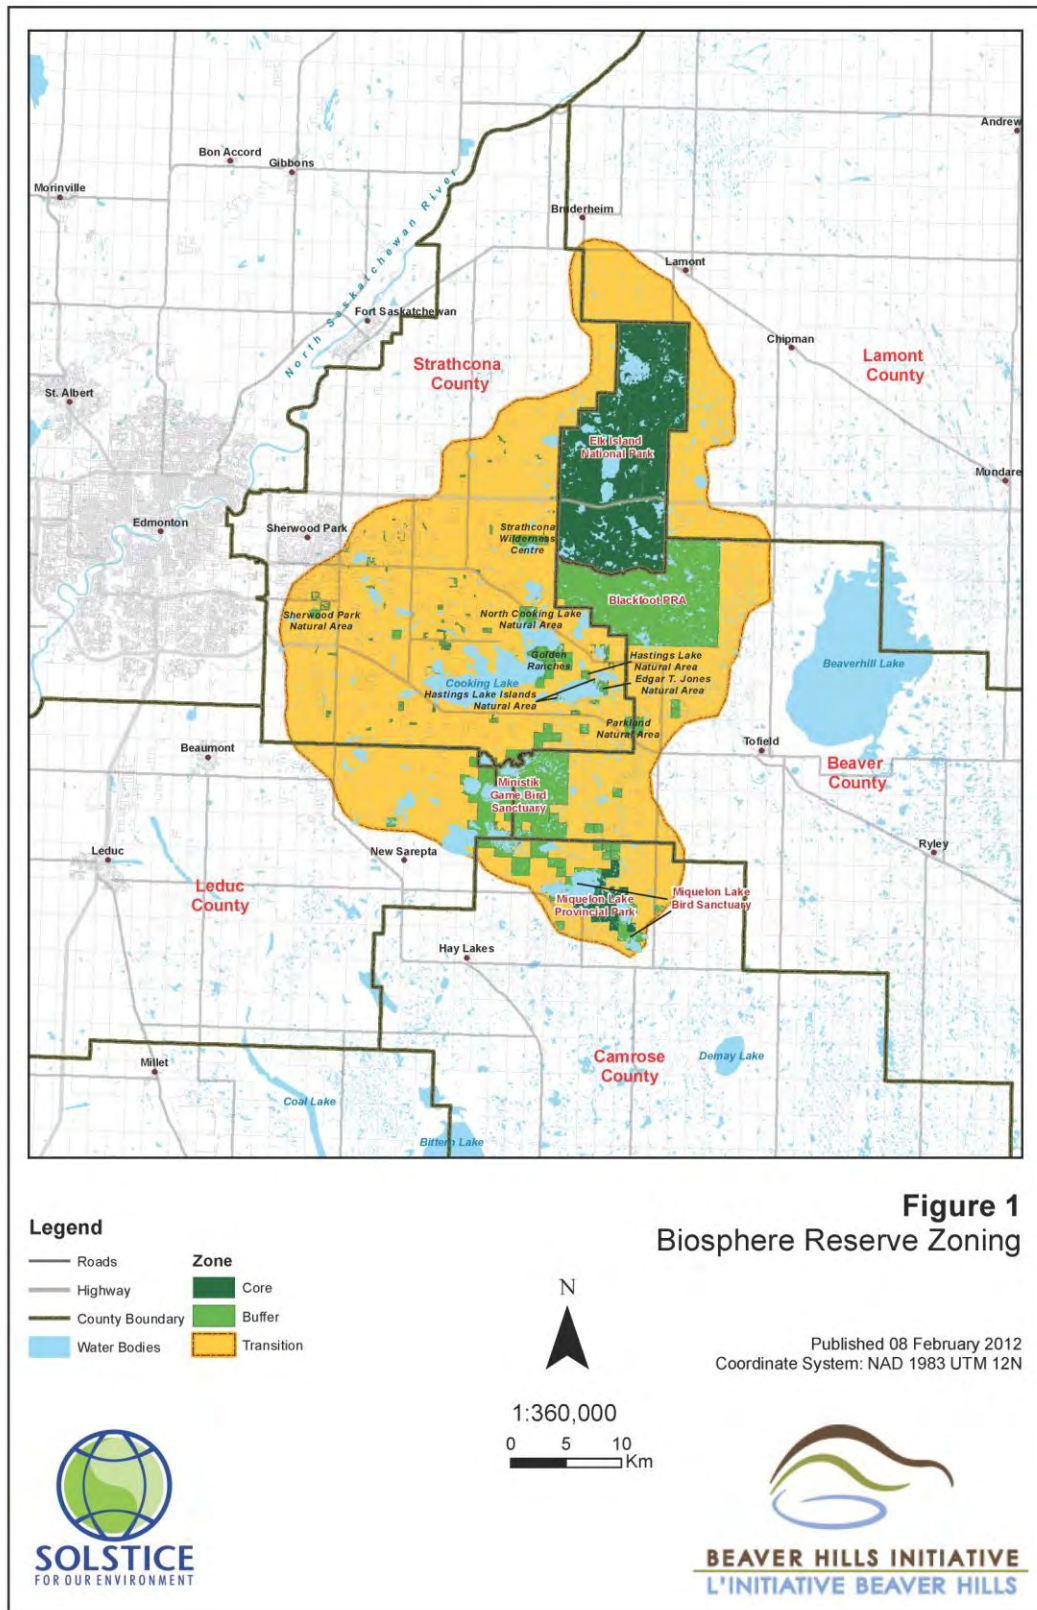 Andrew
Bon Accord
Gibbons
Morinville
North Saskatchewan River
Bruderheim
Lamont
Fort Saskatchewan
Chipman
Strathcona
County
Lamont
County
St. Albert
Elk Island
National Park
Mundare
Edmonton
Sherwood Park
Strathcona
Wilderness
Centre
Blackfoot PRA
Sherwood Park
Natural Area
North Cooking Lake
Natural Area
Golden
Ranches
Hastings Lake
Natural Area
Edgar T. Jones
Natural Area
Beaverhill Lake
Cooking Lake
Hastings Lake Islands
Natural Area
Parkland
Natural Area
Beaumont
Tofield
Beaver
County
Ministik
Game Bird
Sanctuary
Leduc
New Sarepta
Ryley
Leduc
County
Miquelon Lake
Provincial Park
Miquelon Lake
Bird Sanctuary
Hay Lakes
Camrose
County
Demay Lake
Millet
Coal Lake
Bittern Lake
Figure 1
Biosphere Reserve Zoning
Legend
Roads
Highway
County Boundary
Water Bodies
Zone
Core
Buffer
Transition
N
Published 08 February 2012
Coordinate System: NAD 1983 UTM 12N
1:360,000
0 5 10
Km
SOLSTICE
FOR OUR ENVIRONMENT
BEAVER HILLS INITIATIVE
L'INITIATIVE BEAVER HILLS